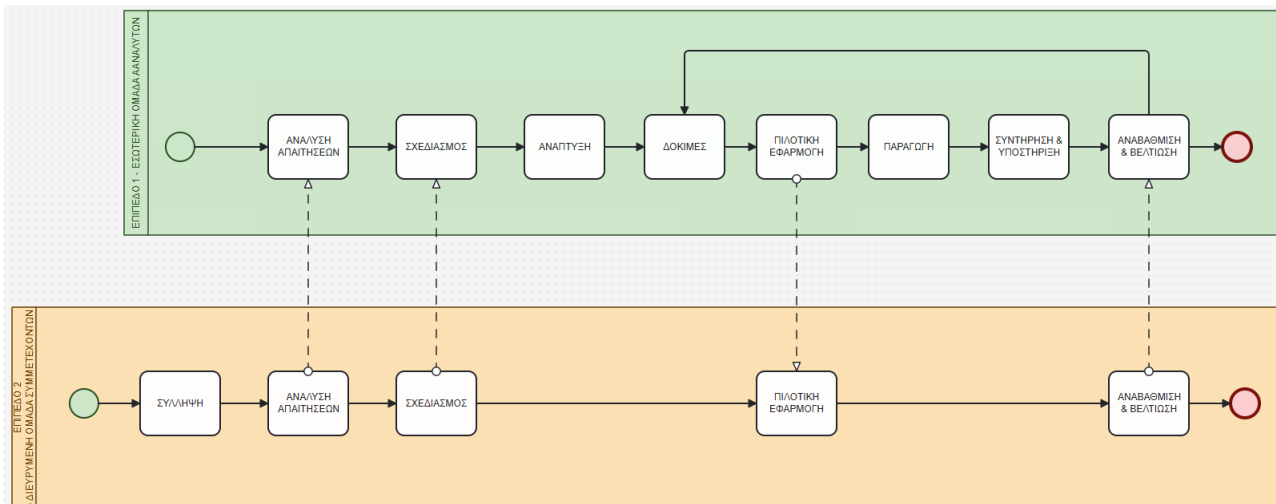 ΕΠΙΠΕΔΟ 1 - ΕΣΩΤΕΡΙΚΗ ΟΜΑΔΑ ΑΑΝΑΛΥΤΩΝ
ΑΝΑΛΥΣΗ
ΑΠΑΙΤΗΣΕΩΝ
ΣΧΕΔΙΑΣΜΟΣ
ΑΝΑΠΤΥΞΗ
ΔΟΚΙΜΕΣ
ΠΙΛΟΤΙΚΗ
ΕΦΑΡΜΟΓΗ
ΠΑΡΑΓΩΓΗ
ΣΥΝΤΗΡΗΣΗ &
ΥΠΟΣΤΗΡΙΞΗ
ΑΝΑΒΑΘΜΙΣΗ
& ΒΕΛΤΙΩΣΗ
ΕΠΙΠΕΔΟ 2
- ΔΙΕΥΡΥΜΕΝΗ ΟΜΑΔΑ ΣΥΜΜΕΤΕΧΟΝΤΩΝ
ΣΥΛΛΗΨΗ
ΑΝΑΛΥΣΗ
ΑΠΑΙΤΗΣΕΩΝ
ΣΧΕΔΙΑΣΜΟΣ
ΠΙΛΟΤΙΚΗ
ΕΦΑΡΜΟΓΗ
ΑΝΑΒΑΘΜΙΣΗ
& ΒΕΛΤΙΩΣΗ